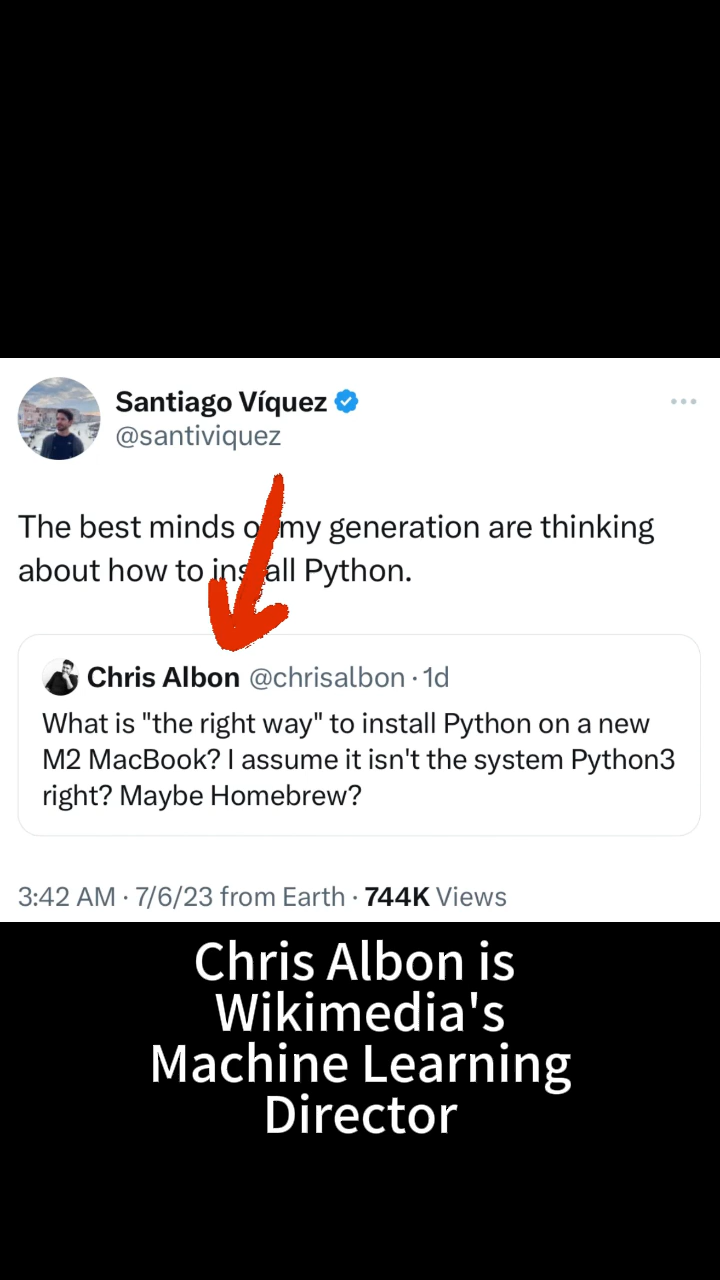 Santiago Víquez
@santiviquez
The best minds of my generation are thinking
about how to install Python.
Chris Albon @chrisalbon · 1d
What is "the right way" to install Python on a new
M2 MacBook? I assume it isn't the system Python3
right? Maybe Homebrew?
3:42 AM · 7/6/23 from Earth · 744K Views
Chris Albon is
Wikimedia's
Machine Learning
Director